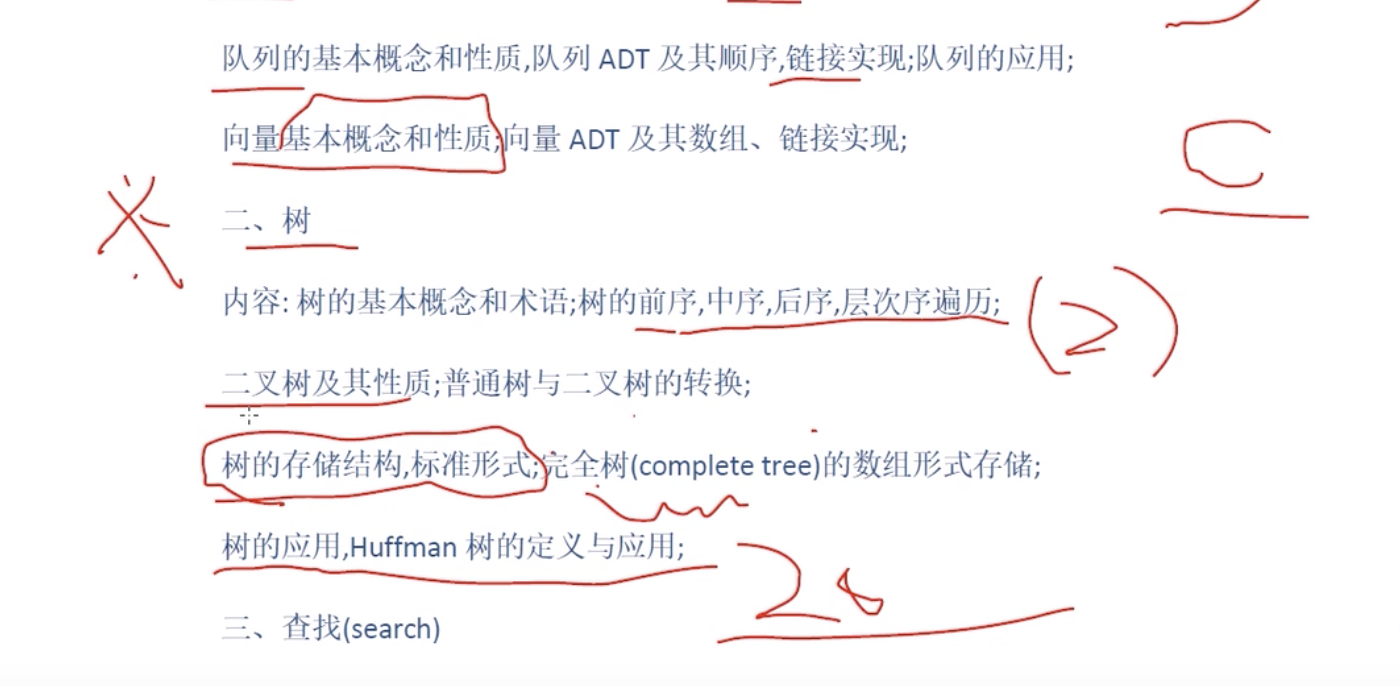 队列的基本概念和性质,队列 ADT 及其顺序,链接实现;队列的应用;
向量基本概念和性质;向量 ADT 及其数组、链接实现;
C
二、树
内容: 树的基本概念和术语;树的前序,中序,后序,层次序遍历; (2)
二叉树及其性质;普通树与二叉树的转换;
树的存储结构,标准形式;完全树(complete tree)的数组形式存储;
树的应用,Huffman 树的定义与应用;
三、查找(search)